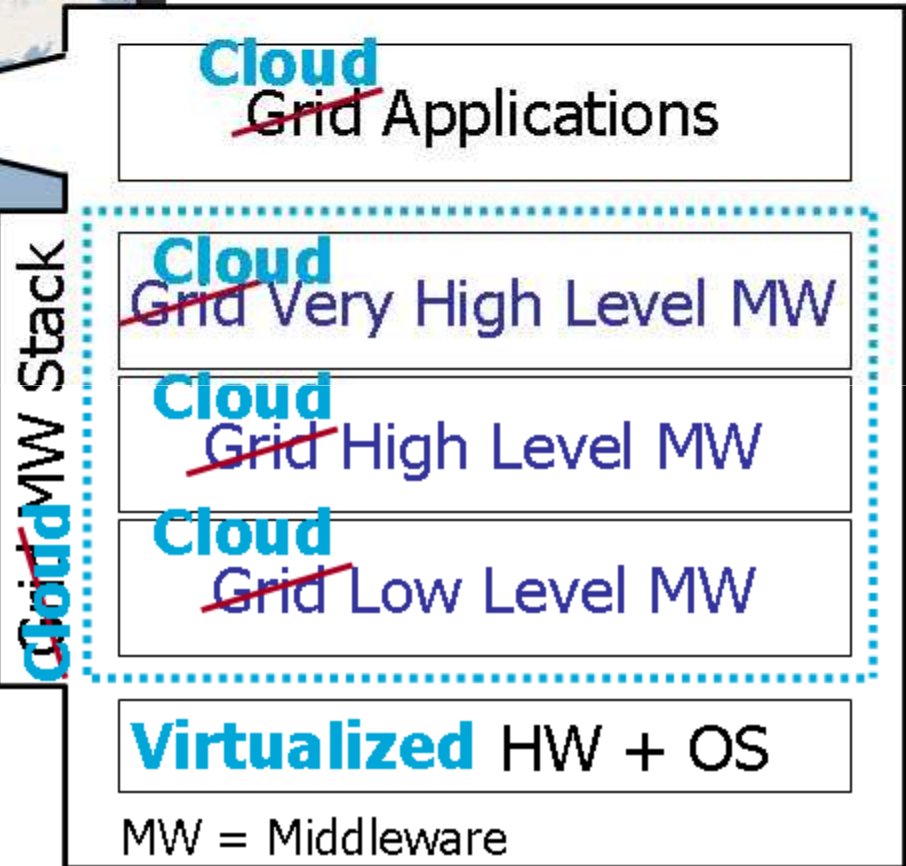 Cloud
Grid Applications
Cloud
Grid Very High Level MW
Cloud
Grid High Level MW
Cloud
Grid Low Level MW
Cloud
Grid MW Stack
Virtualized HW + OS
MW = Middleware